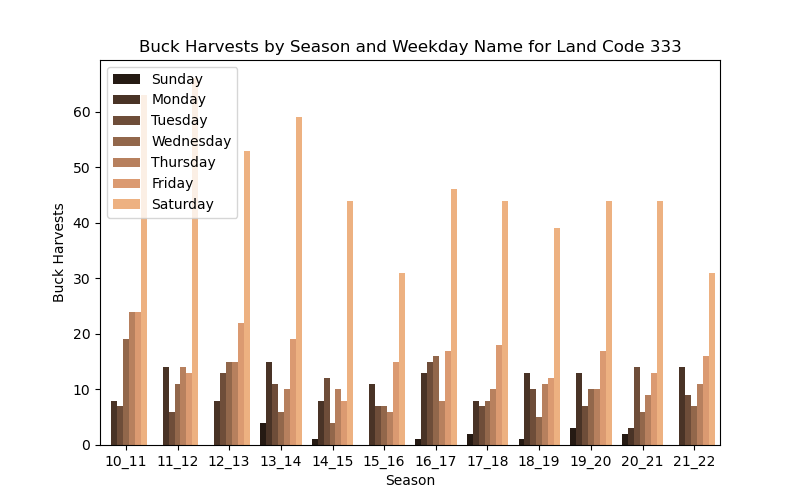 Buck Harvests by Season and Weekday Name for Land Code 333
Sunday
Monday
Tuesday
Wednesday
Thursday
Friday
Saturday
60
50
40
30
20
10
0
Buck Harvests
10_11 11_12 12_13 13_14 14_15 15_16 16_17 17_18 18_19 19_20 20_21 21_22
Season